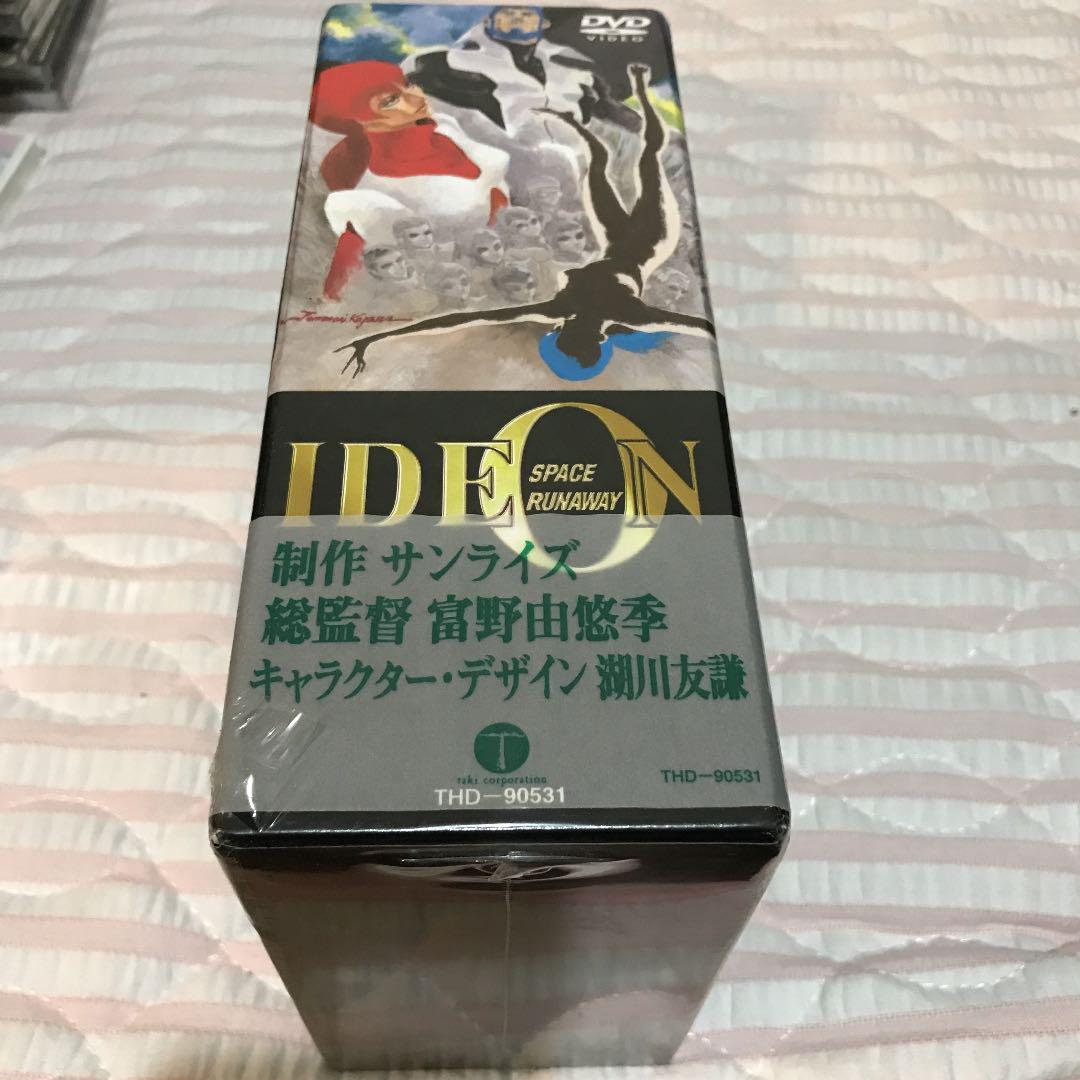 DVD
VIDEO
IDEON
SPACE
RUNAWAY
制作 サンライズ
総監督 富野由悠季
キャラクター・デザイン 湖川友謙
T
taki corporation
THD－90531
THD－90531